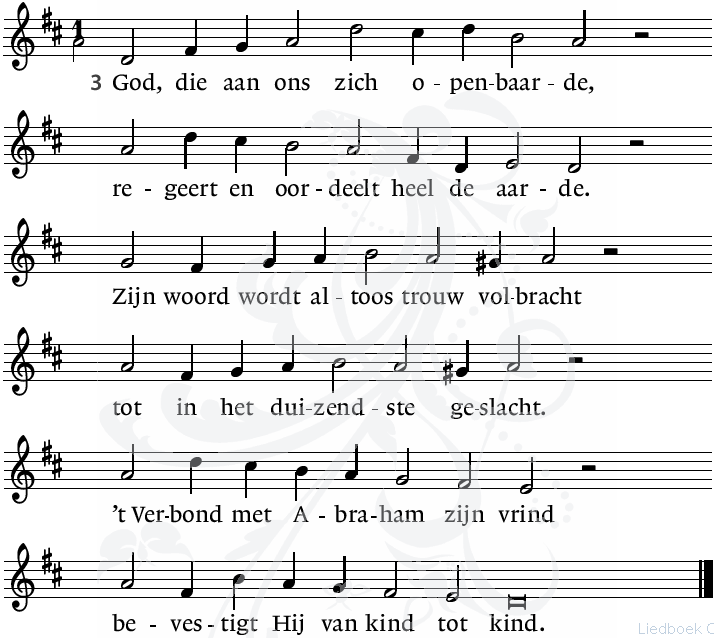 1
3 God, die aan ons zich o - pen-baar - de,
re - geert en oor - deelt heel de aar - de.
Zijn woord wordt al - toos trouw vol-bracht
tot in het dui-zend - ste ge-slacht.
't Ver-bond met A - bra-ham zijn vrind
be - ves-tigt Hij van kind tot kind.
Liedboek C